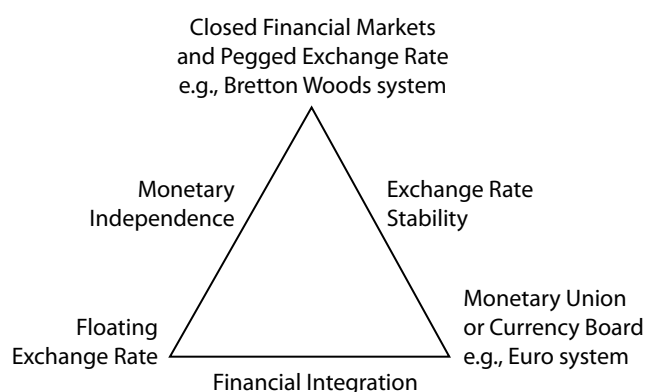 Closed Financial Markets
and Pegged Exchange Rate
e.g., Bretton Woods system
Monetary
Independence
Exchange Rate
Stability
Floating
Exchange Rate
Monetary Union
or Currency Board
e.g., Euro system
Financial Integration